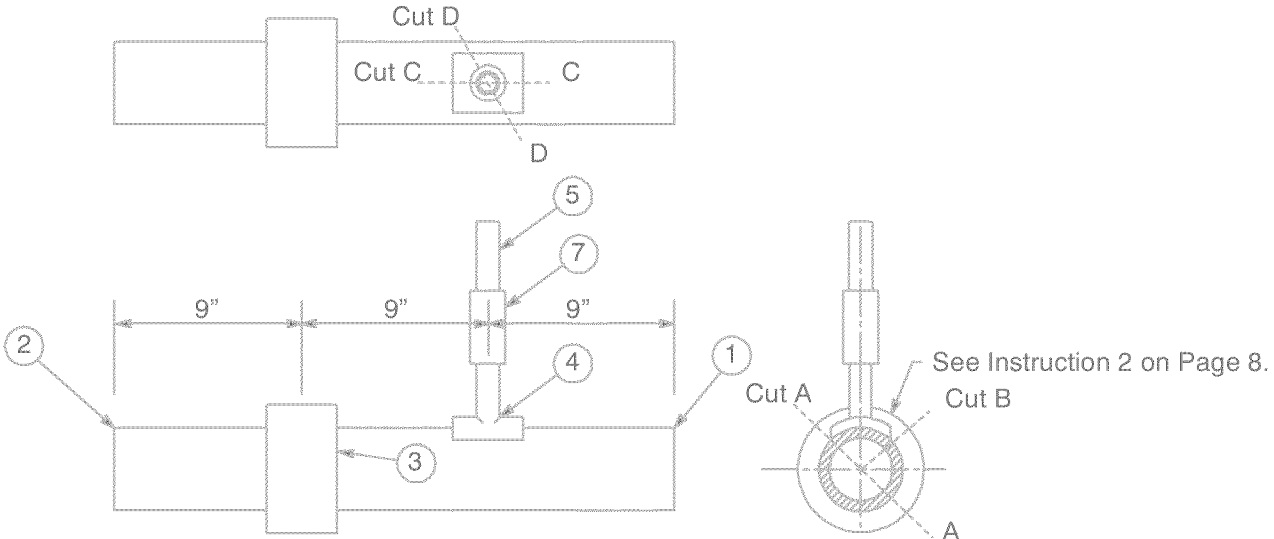 Cut D
Cut C
C
D
5
7
9”
9”
9”
2
4
1
3
See Instruction 2 on Page 8.
Cut A
Cut B
A